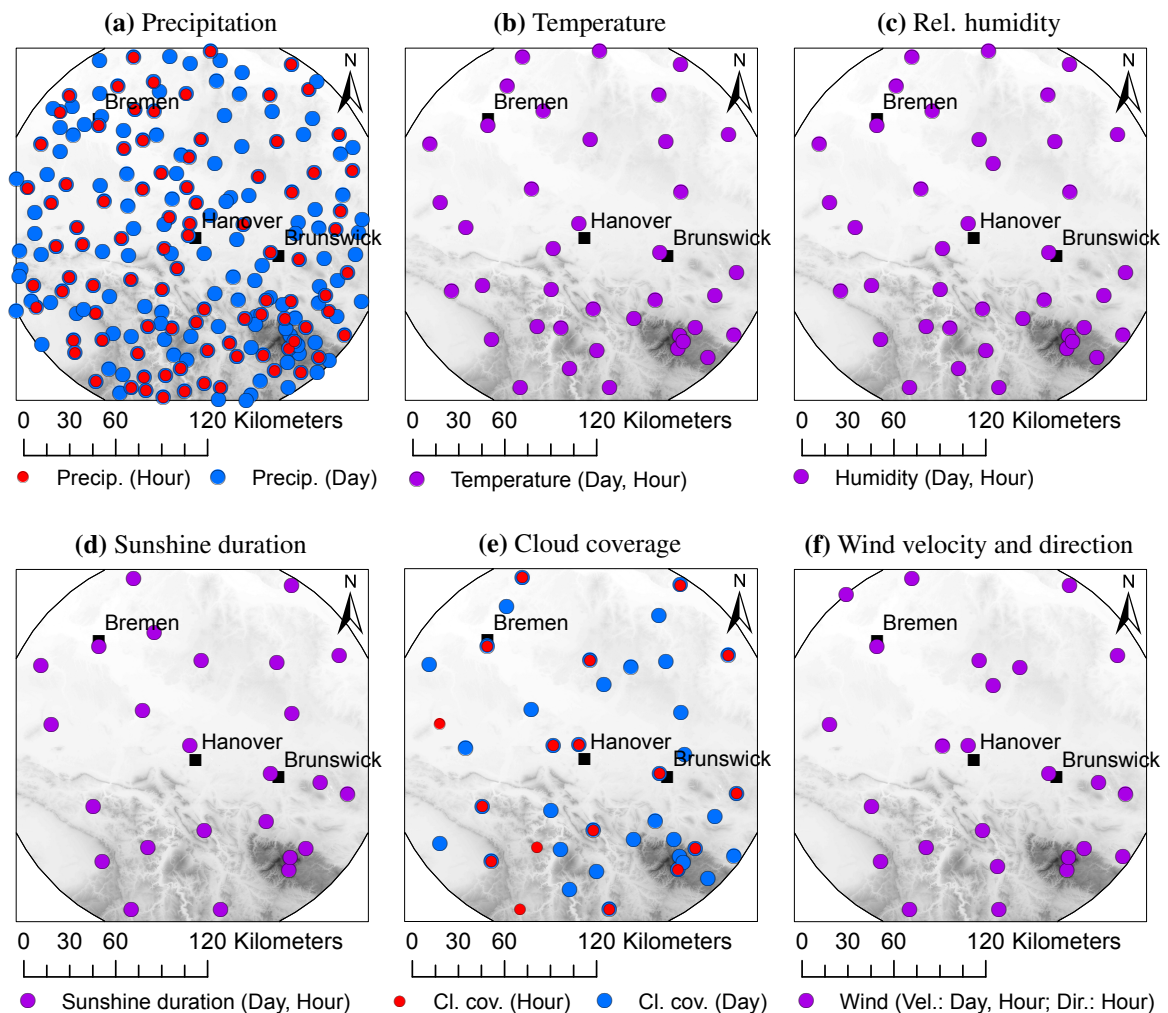 (a) Precipitation
(b) Temperature
(c) Rel. humidity
N
Bremen
Hanover
Brunswick
N
Bremen
Hanover
Brunswick
N
Bremen
Hanover
Brunswick
0 30 60 120 Kilometers
0 30 60 120 Kilometers
0 30 60 120 Kilometers
Precip. (Hour) Precip. (Day)
Temperature (Day, Hour)
Humidity (Day, Hour)
(d) Sunshine duration
(e) Cloud coverage
(f) Wind velocity and direction
N
Bremen
Hanover
Brunswick
N
Bremen
Hanover
Brunswick
N
Bremen
Hanover
Brunswick
0 30 60 120 Kilometers
0 30 60 120 Kilometers
0 30 60 120 Kilometers
Sunshine duration (Day, Hour)
Cl. cov. (Hour) Cl. cov. (Day)
Wind (Vel.: Day, Hour; Dir.: Hour)